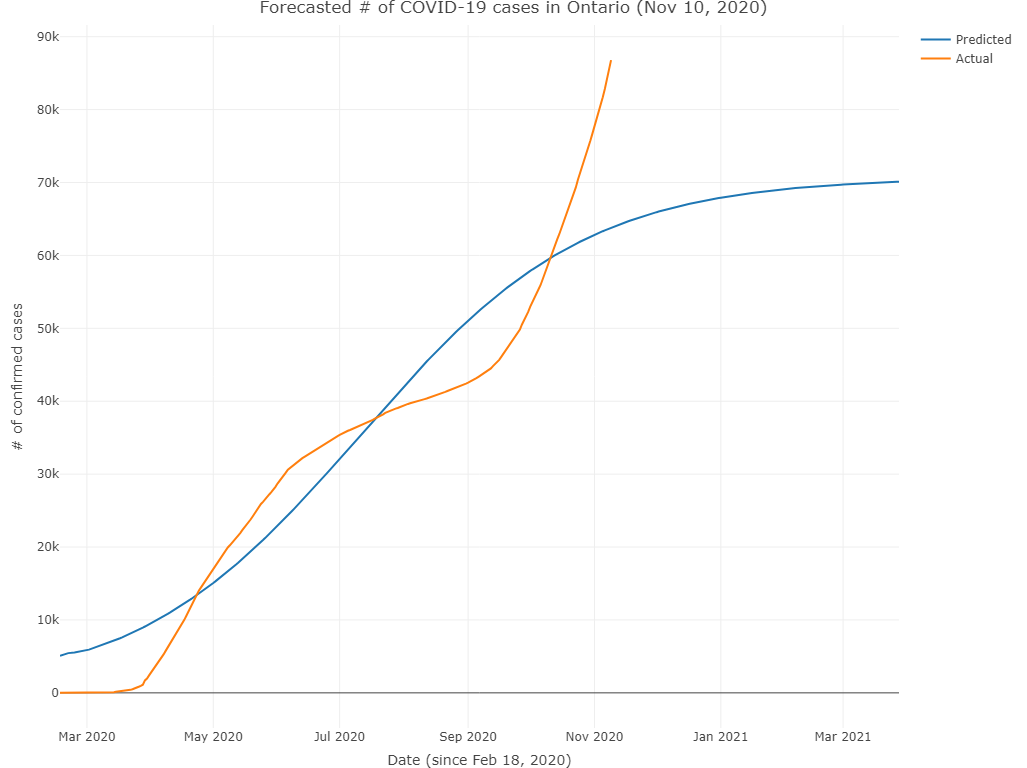 Forecasted # of COVID-19 cases in Ontario (Nov 10, 2020)
Predicted
Actual
90k
80k
70k
60k
50k
40k
30k
20k
10k
0
# of confirmed cases
Mar 2020 May 2020 Jul 2020 Sep 2020 Nov 2020 Jan 2021 Mar 2021
Date (since Feb 18, 2020)